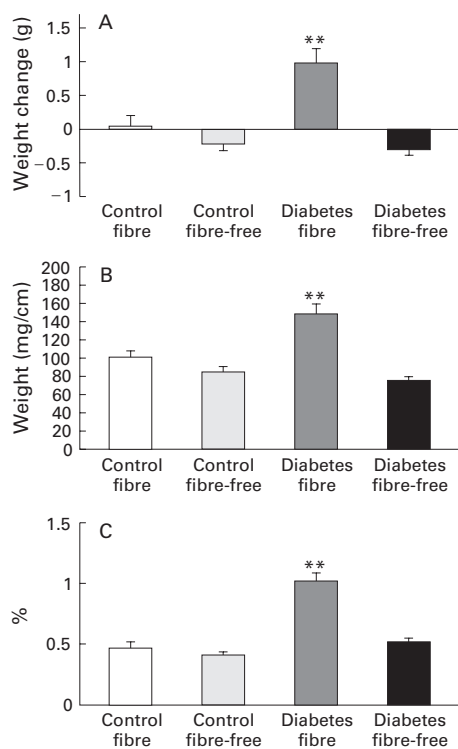 A
Weight change (g)
1.5
1
0.5
0
−0.5
−1
**
Control
fibre
Control
fibre-free
Diabetes
fibre
Diabetes
fibre-free
B
Weight (mg/cm)
200
180
160
140
120
100
80
60
40
20
0
**
Control
fibre
Control
fibre-free
Diabetes
fibre
Diabetes
fibre-free
C
%
1.5
1
0.5
0
**
Control
fibre
Control
fibre-free
Diabetes
fibre
Diabetes
fibre-free